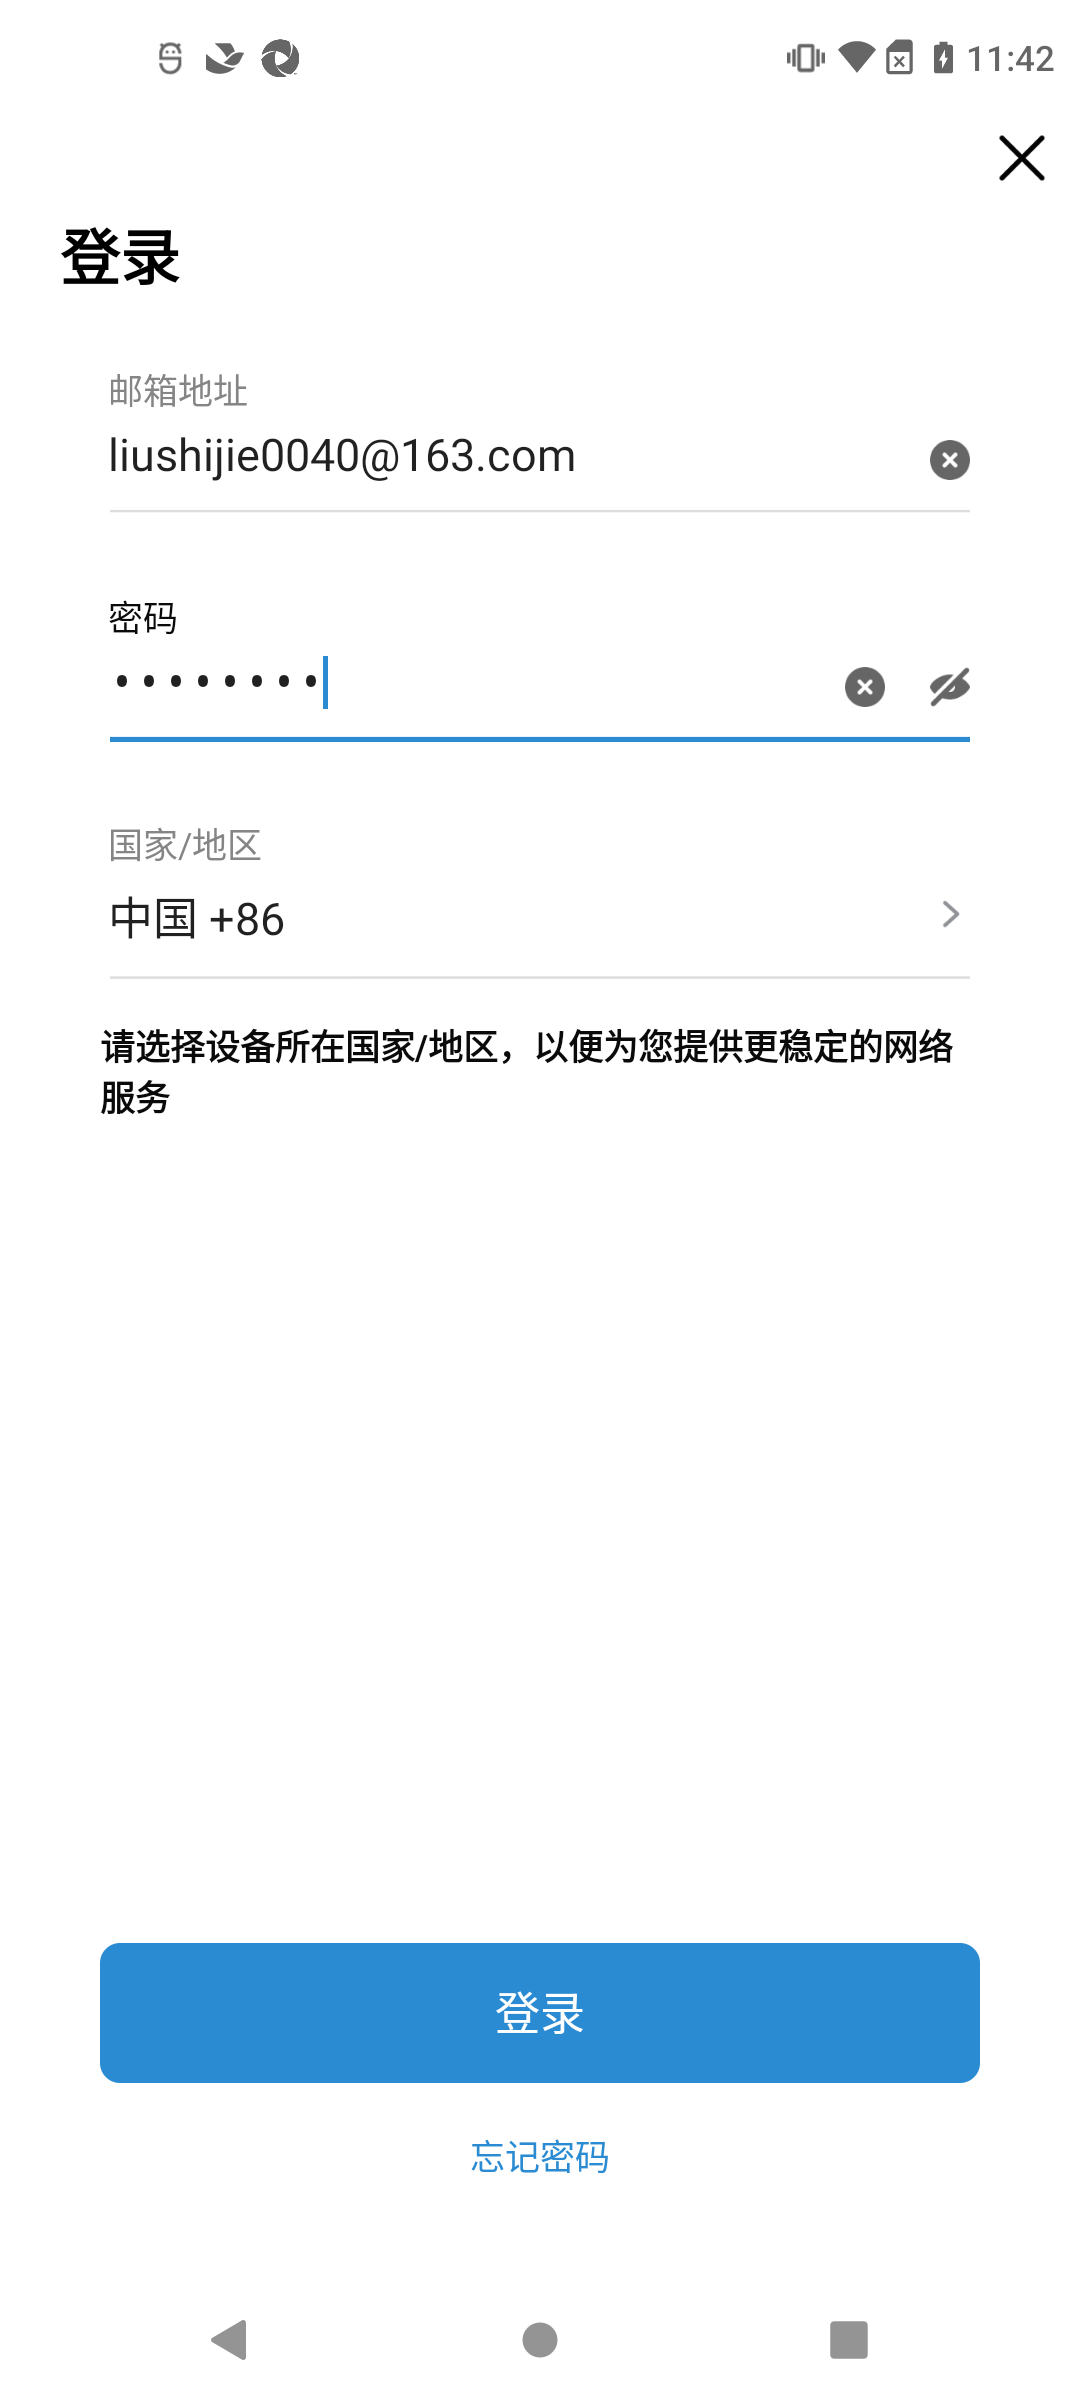 11:42
登录
邮箱地址
liushijie0040@163.com
密码
••••••••
国家/地区
中国 +86
请选择设备所在国家/地区，以便为您提供更稳定的网络
服务
登录
忘记密码